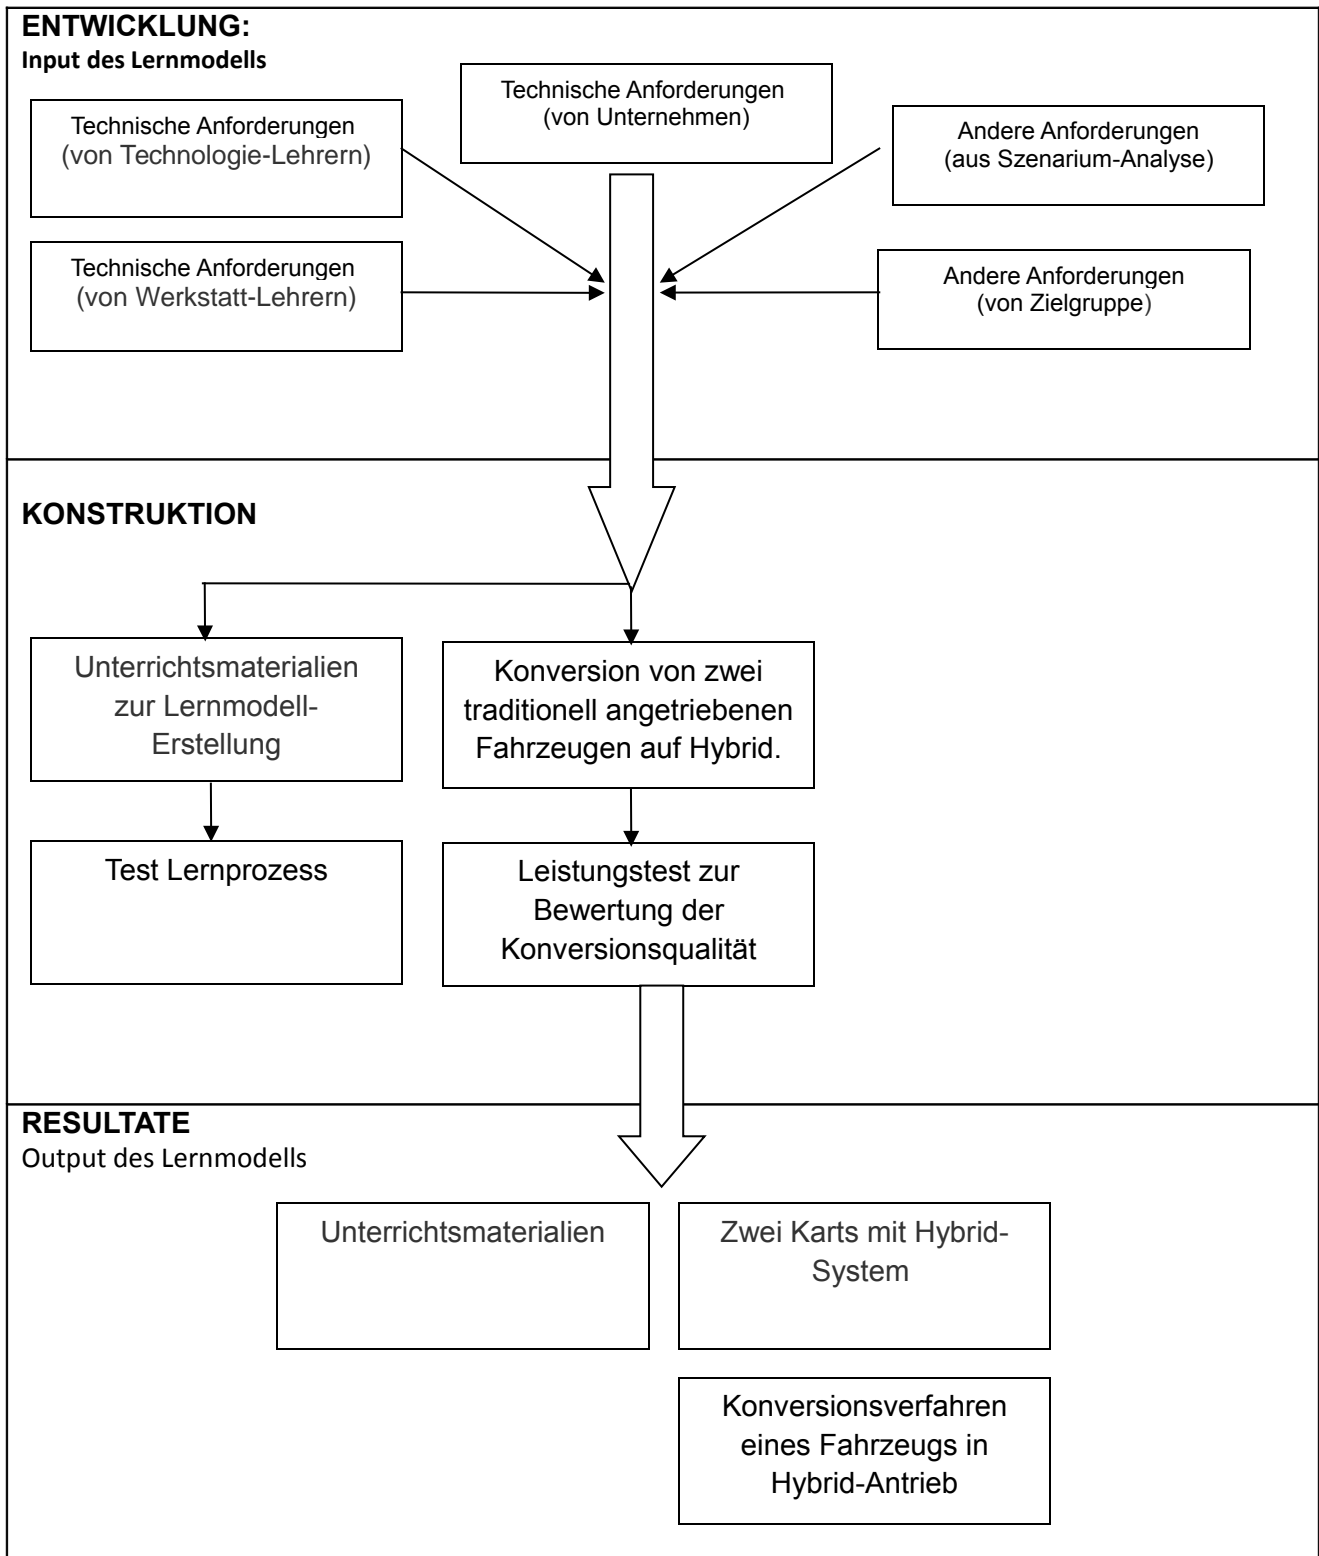 ENTWICKLUNG:
Input des Lernmodells
Technische Anforderungen
(von Unternehmen)
Technische Anforderungen
(von Technologie-Lehrern)
Andere Anforderungen
(aus Szenarium-Analyse)
Technische Anforderungen
(von Werkstatt-Lehrern)
Andere Anforderungen
(von Zielgruppe)
KONSTRUKTION
Unterrichtsmaterialien
zur Lernmodell-
Erstellung
Konversion von zwei
traditionell angetriebenen
Fahrzeugen auf Hybrid.
Test Lernprozess
Leistungstest zur
Bewertung der
Konversionsqualität
RESULTATE
Output des Lernmodells
Unterrichtsmaterialien
Zwei Karts mit Hybrid-
System
Konversionsverfahren
eines Fahrzeugs in
Hybrid-Antrieb